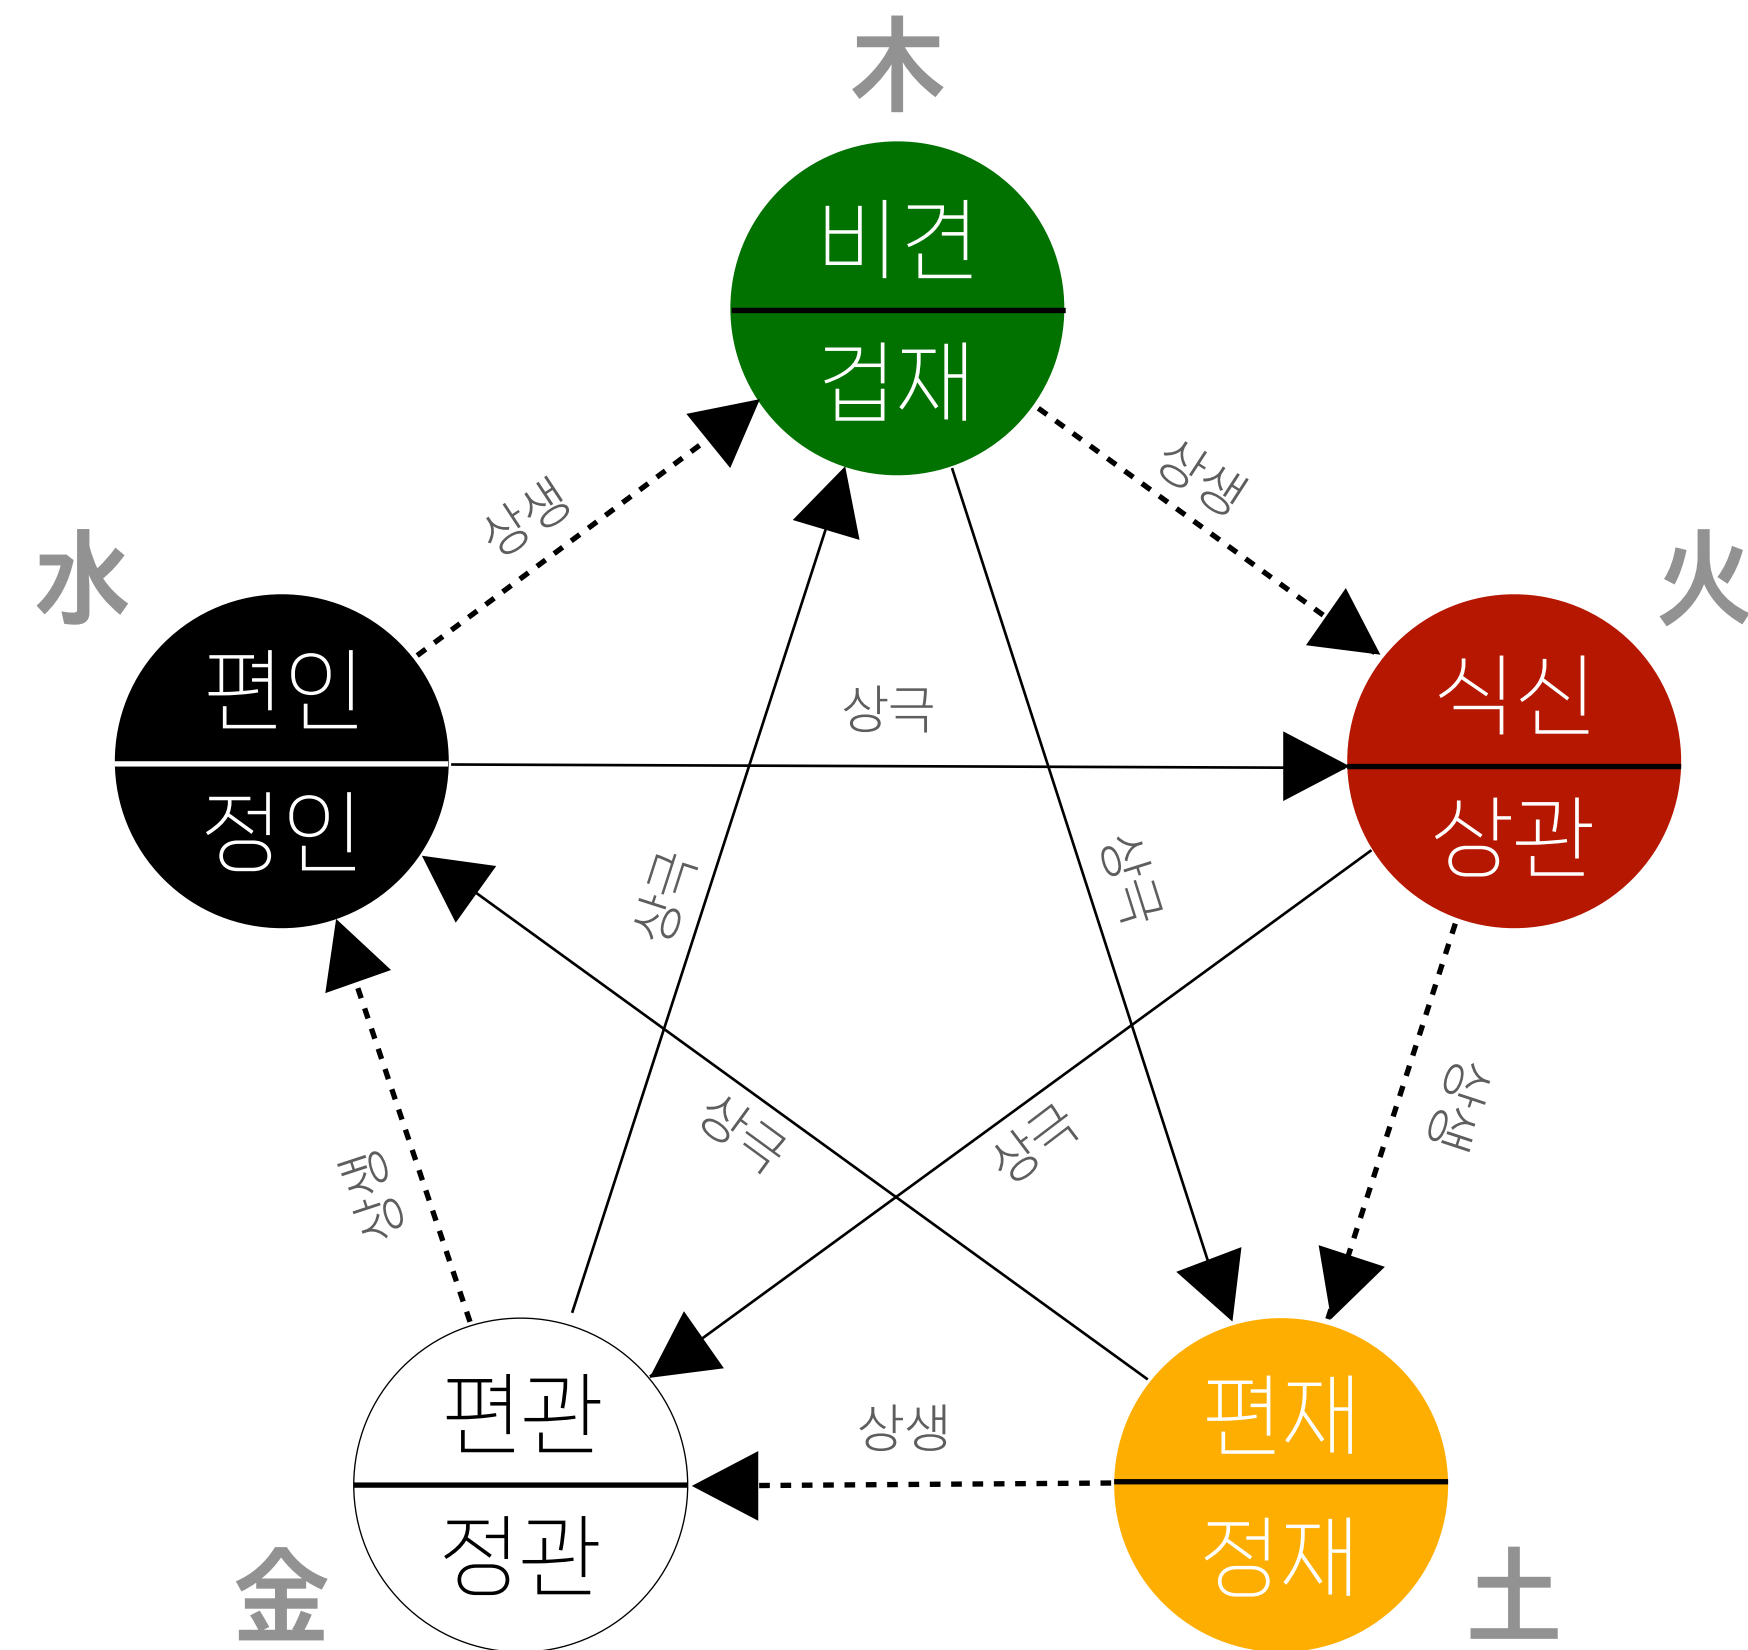 木
비견
겁재
상생
상생
水
火
편인
정인
상극
식신
상관
상극
상극
상생
상극
상극
상생
상생
편관
정관
편재
정재
金
土